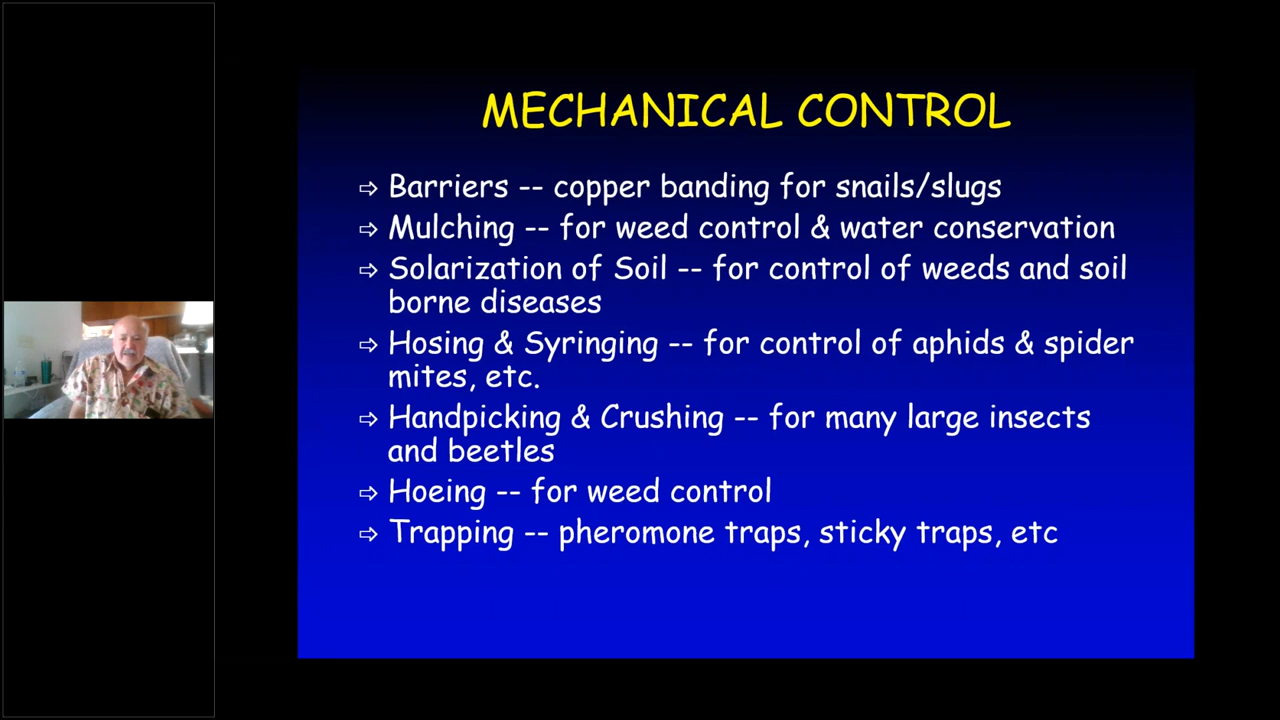 MECHANICAL CONTROL
⇨ Barriers -- copper banding for snails/slugs
⇨ Mulching -- for weed control & water conservation
⇨ Solarization of Soil -- for control of weeds and soil
borne diseases
⇨ Hosing & Syringing -- for control of aphids & spider
mites, etc.
⇨ Handpicking & Crushing -- for many large insects
and beetles
⇨ Hoeing -- for weed control
⇨ Trapping -- pheromone traps, sticky traps, etc